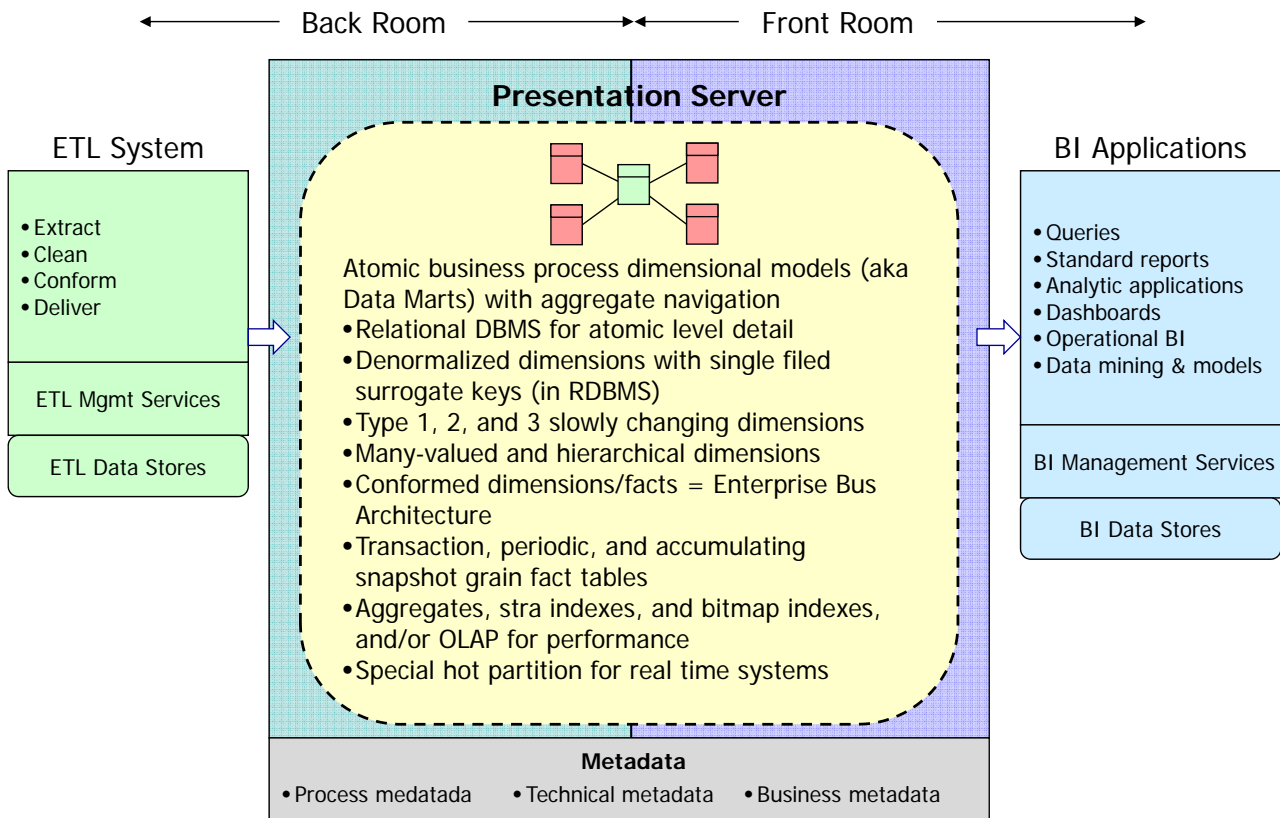 Back Room
Front Room
Presentation Server
ETL System
• Extract
• Clean
• Conform
• Deliver
ETL Mgmt Services
ETL Data Stores
Atomic business process dimensional models (aka
Data Marts) with aggregate navigation
• Relational DBMS for atomic level detail
• Denormalized dimensions with single filed
surrogate keys (in RDBMS)
• Type 1, 2, and 3 slowly changing dimensions
• Many-valued and hierarchical dimensions
• Conformed dimensions/facts = Enterprise Bus
Architecture
• Transaction, periodic, and accumulating
snapshot grain fact tables
• Aggregates, stra indexes, and bitmap indexes,
and/or OLAP for performance
• Special hot partition for real time systems
BI Applications
• Queries
• Standard reports
• Analytic applications
• Dashboards
• Operational BI
• Data mining & models
BI Management Services
BI Data Stores
Metadata
• Process medatada • Technical metadata • Business metadata